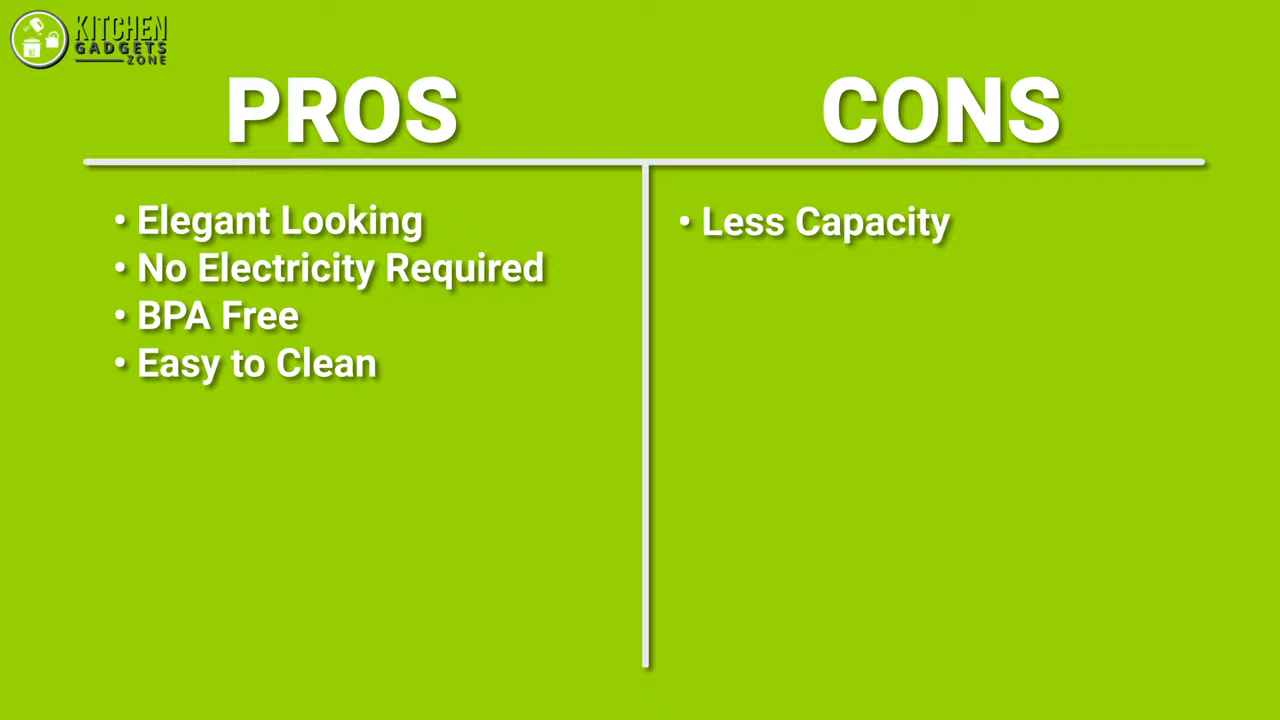 KITCHEN
GADGETS
ZONE
PROS
CONS
• Elegant Looking
• No Electricity Required
• BPA Free
• Easy to Clean
• Less Capacity